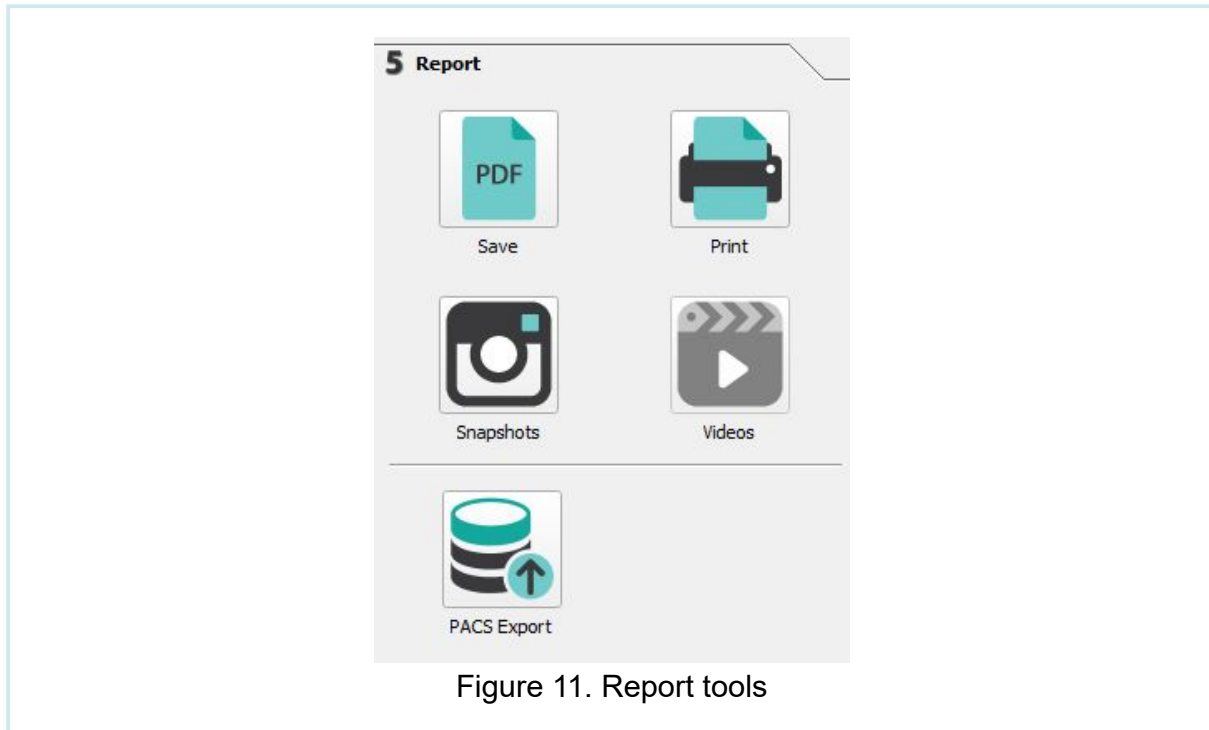 5 Report
PDF
Save
Print
Snapshots
Videos
PACS Export
Figure 11. Report tools